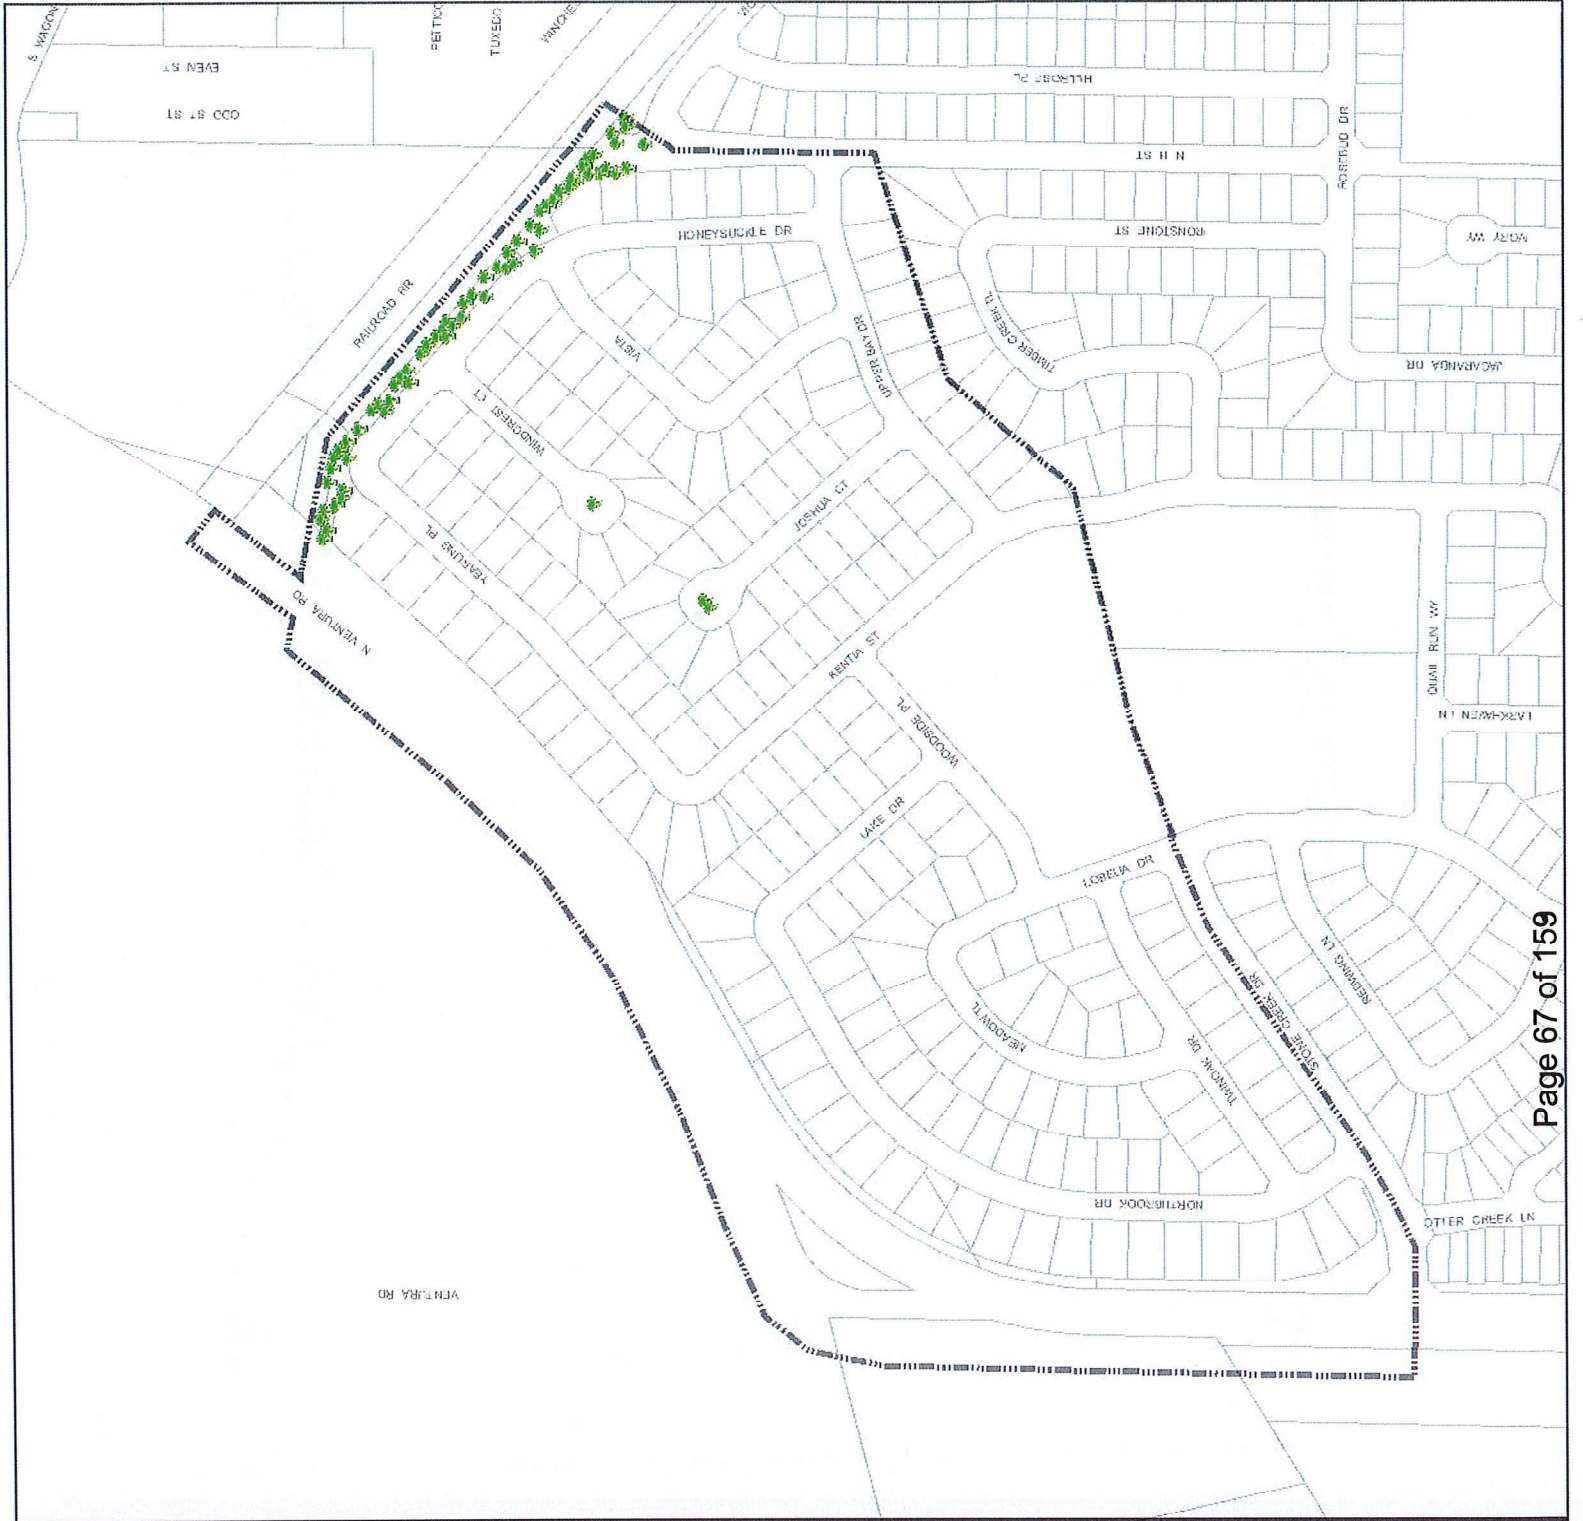 S WAGON
EVEN ST
ODD ST ST
PETTICO
TUXEDO
WINCHES
HILLROSE PL
ROSEBUD DR
N H ST
HONEYSUCKLE DR
IRONSTONE ST
IVORY WY
RAILROAD RR
VISTA
UPPER BAY DR
TIMBER CREEK TL
JACARANDA DR
WINDCREST CT
JOSHUA CT
YEARLING PL
N VENTURA RD
KENTIA ST
WOODSIDE PL
QUAIL RUN WY
LARKHAVEN LN
LAKE DR
LOBELIA DR
REDWING LN
STONE CREEK DR
MEADOW TL
TWINOAK DR
NORTHBROOK DR
OTTER CREEK LN
VENTURA RD
Page 67 of 159